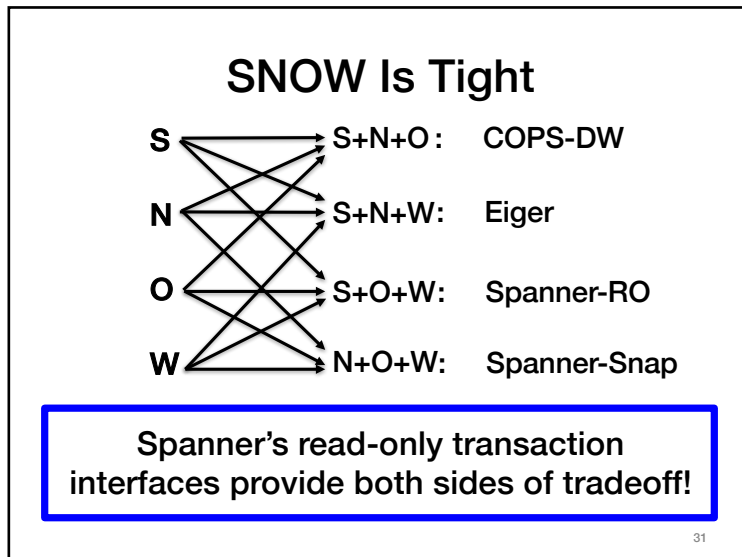 SNOW Is Tight
S S+N+O: COPS-DW
N S+N+W: Eiger
O S+O+W: Spanner-RO
W N+O+W: Spanner-Snap
Spanner’s read-only transaction
interfaces provide both sides of tradeoff!
31